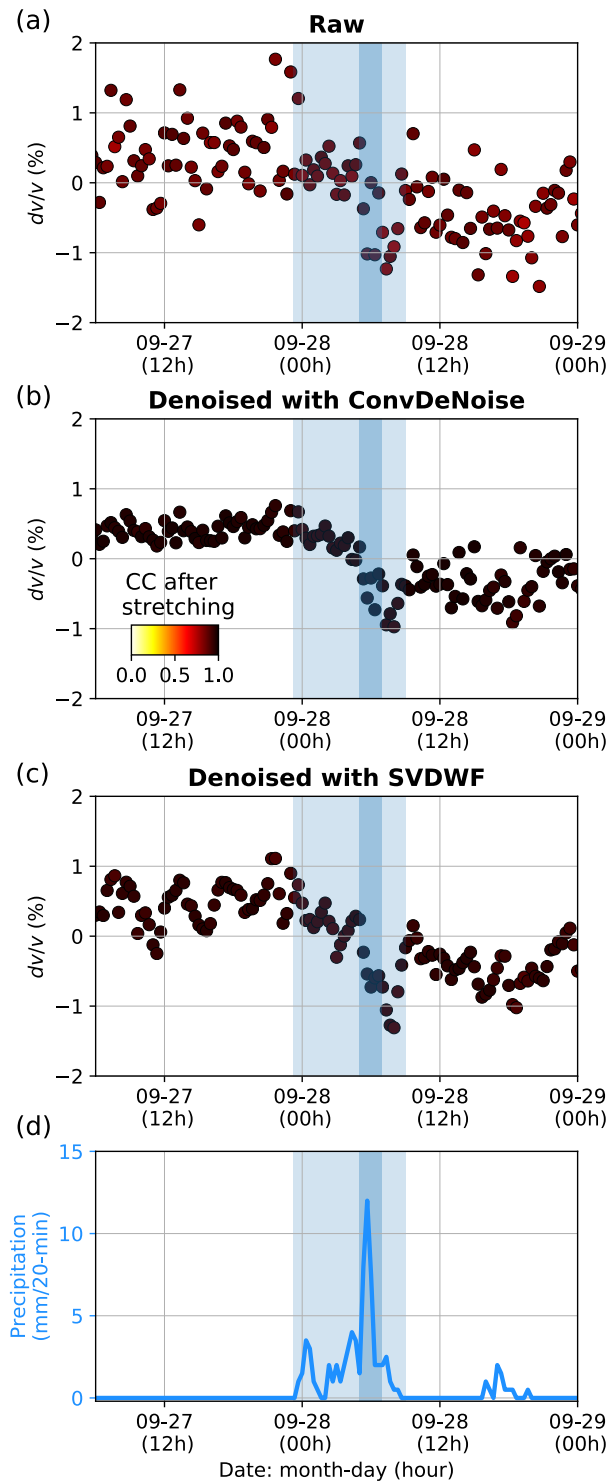 (a)
Raw
2
1
0
−1
−2
dv/v (%)
09-27
(12h)
09-28
(00h)
09-28
(12h)
09-29
(00h)
(b)
Denoised with ConvDeNoise
2
1
0
−1
−2
dv/v (%)
CC after
stretching
0.0 0.5 1.0
09-27
(12h)
09-28
(00h)
09-28
(12h)
09-29
(00h)
(c)
Denoised with SVDWF
2
1
0
−1
−2
dv/v (%)
09-27
(12h)
09-28
(00h)
09-28
(12h)
09-29
(00h)
(d)
15
10
5
0
Precipitation
(mm/20-min)
09-27
(12h)
09-28
(00h)
09-28
(12h)
09-29
(00h)
Date: month-day (hour)